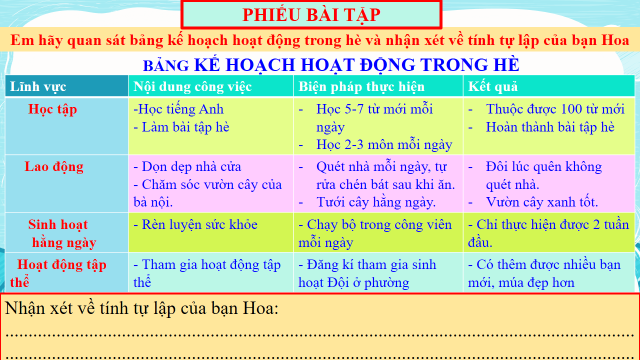 PHIẾU BÀI TẬP
Em hãy quan sát bảng kế hoạch hoạt động trong hè và nhận xét về tính tự lập của bạn Hoa
BẢNG KẾ HOẠCH HOẠT ĐỘNG TRONG HÈ
Lĩnh vực Nội dung công việc Biện pháp thực hiện Kết quả
Học tập
-Học tiếng Anh
- Làm bài tập hè
- Học 5-7 từ mới mỗi
ngày
- Học 2-3 môn mỗi ngày
- Thuộc được 100 từ mới
- Hoàn thành bài tập hè
Lao động
- Dọn dẹp nhà cửa
- Chăm sóc vườn cây của
bà nội.
- Quét nhà mỗi ngày, tự
rửa chén bát sau khi ăn.
- Tưới cây hằng ngày.
- Đôi lúc quên không
quét nhà.
- Vườn cây xanh tốt.
Sinh hoạt
hằng ngày
- Rèn luyện sức khỏe
- Chạy bộ trong công viên
mỗi ngày
- Chỉ thực hiện được 2 tuần
đầu.
Hoạt động tập
thể
- Tham gia hoạt động tập
thể
- Đăng kí tham gia sinh
hoạt Đội ở phường
- Có thêm được nhiều bạn
mới, múa đẹp hơn
Nhận xét về tính tự lập của bạn Hoa: